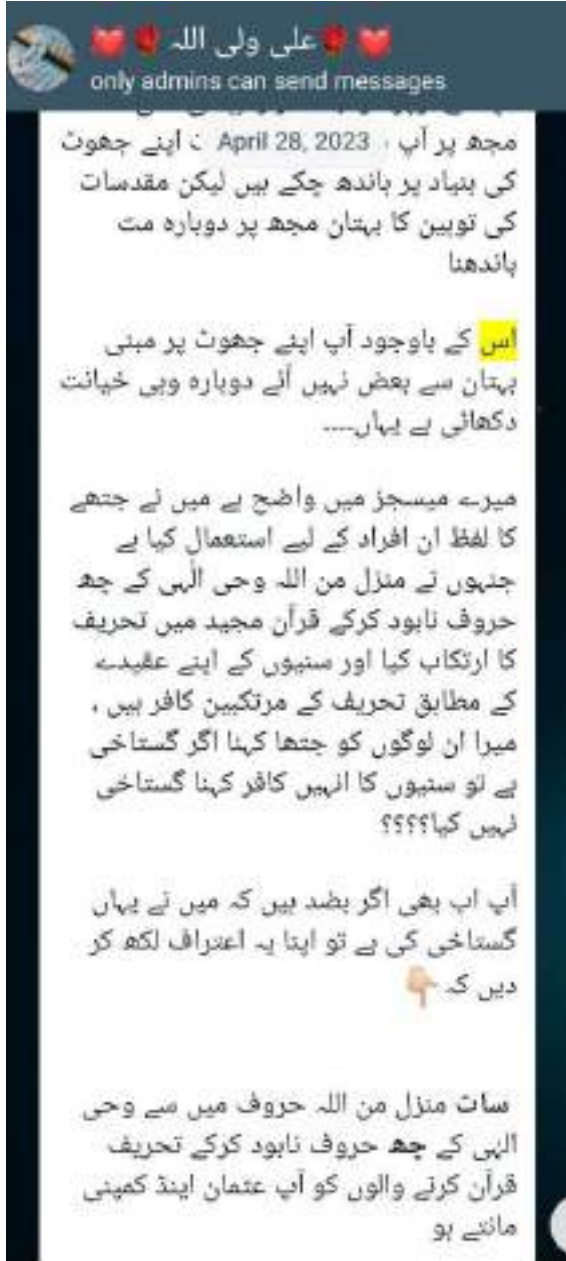 علی ولی اللہ
only admins can send messages
April 28, 2023
مجھ پر آپ اپنے جھوٹ
کی بنیاد پر باندھ چکے ہیں لیکن مقدسات
کی توہین کا بہتان مجھ پر دوبارہ مت
باندھنا
اس کے باوجود آپ اپنے جھوٹ پر مبنی
بہتان سے بعض نہیں آئے دوبارہ وہی خیانت
دکھائی ہے یہاں....
میرے میسجز میں واضح ہے میں نے جتھے
کا لفظ ان افراد کے لیے استعمال کیا ہے
جنہوں نے منزل من اللہ وحی الٰہی کے چھ
حروف نابود کرکے قرآن مجید میں تحریف
کا ارتکاب کیا اور سنیوں کے اپنے عقیدے
کے مطابق تحریف کے مرتکبین کافر ہیں ،
میرا ان لوگوں کو جتھا کہنا اگر گستاخی
ہے تو سنیوں کا انہیں کافر کہنا گستاخی
نہیں کیا؟؟؟؟
آپ اب بھی اگر بضد ہیں کہ میں نے یہاں
گستاخی کی ہے تو اپنا یہ اعتراف لکھ کر
دیں کہ 👇🏻
سات منزل من اللہ حروف میں سے وحی
الہٰی کے چھ حروف نابود کرکے تحریف
قرآن کرنے والوں کو آپ عثمان اینڈ کمپنی
مانتے ہو